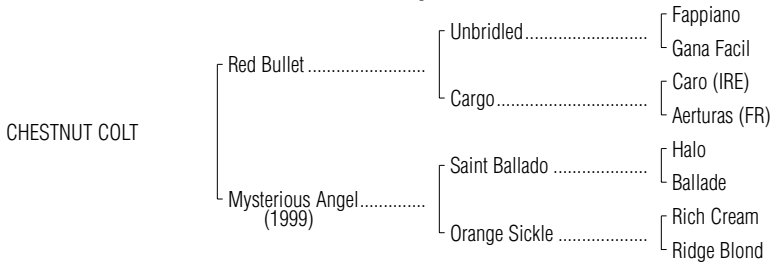 Fappiano
Unbridled
Gana Facil
Red Bullet
Caro (IRE)
Cargo
Aerturas (FR)
CHESTNUT COLT
Halo
Saint Ballado
Ballade
Mysterious Angel
(1999)
Rich Cream
Orange Sickle
Ridge Blond